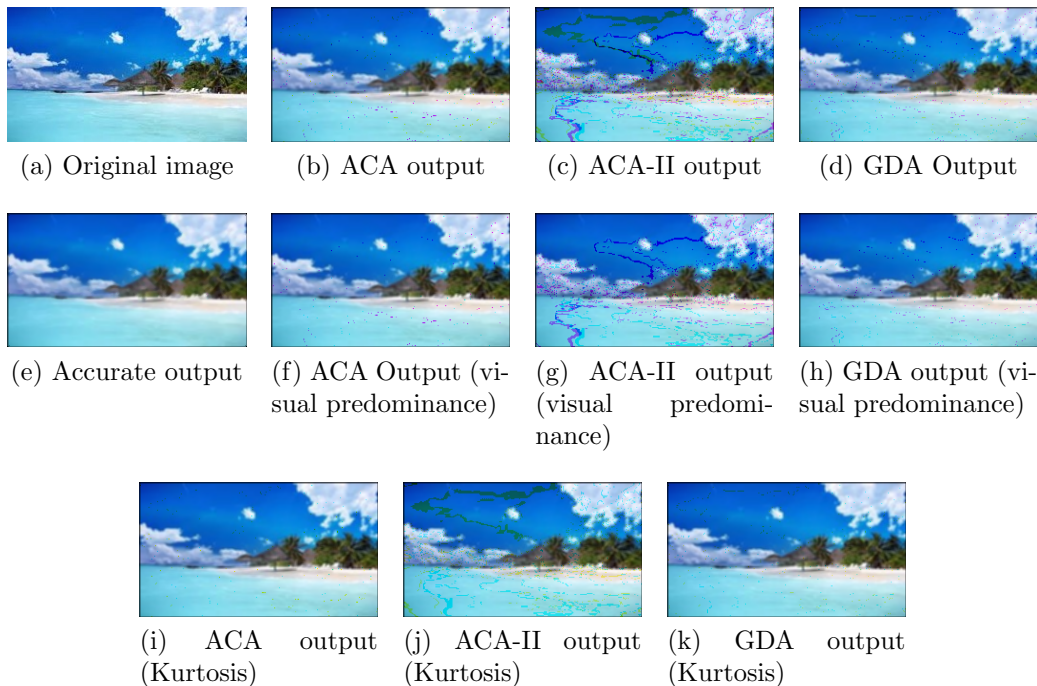 (a) Original image
(b) ACA output
(c) ACA-II output
(d) GDA Output
(e) Accurate output
(f) ACA Output (vi-
sual predominance)
(g) ACA-II output
(visual predomi-
nance)
(h) GDA output (vi-
sual predominance)
(i) ACA output
(Kurtosis)
(j) ACA-II output
(Kurtosis)
(k) GDA output
(Kurtosis)